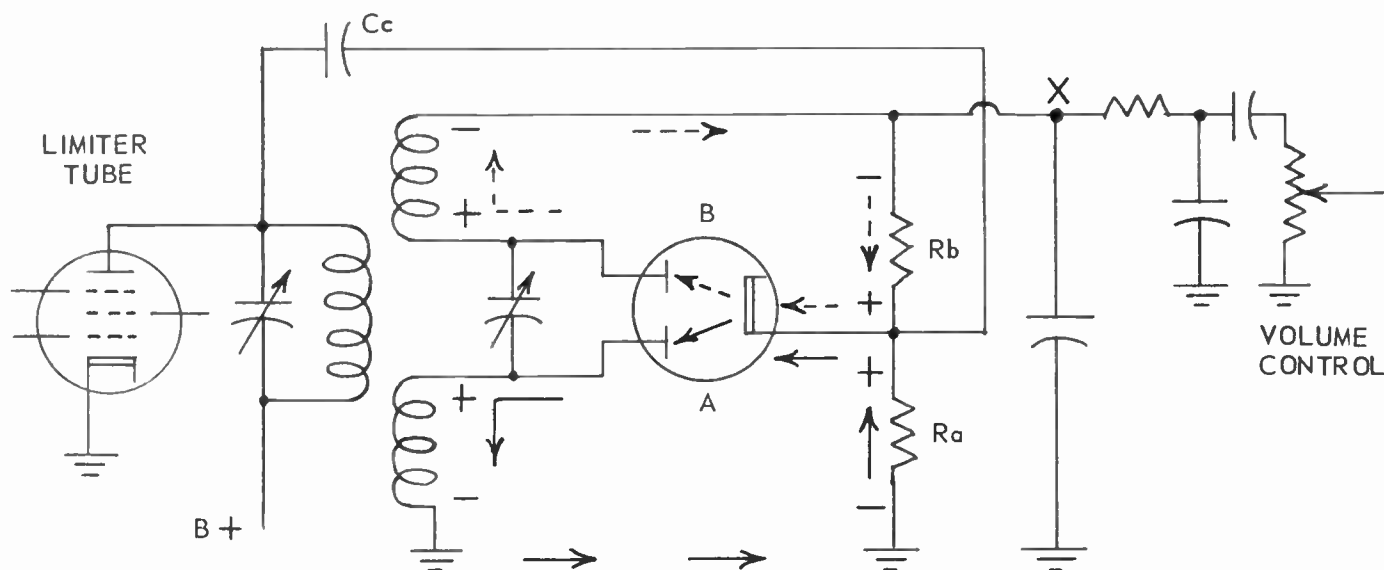 Cc
X
LIMITER
TUBE
B
Rb
A
Ra
VOLUME
CONTROL
B +